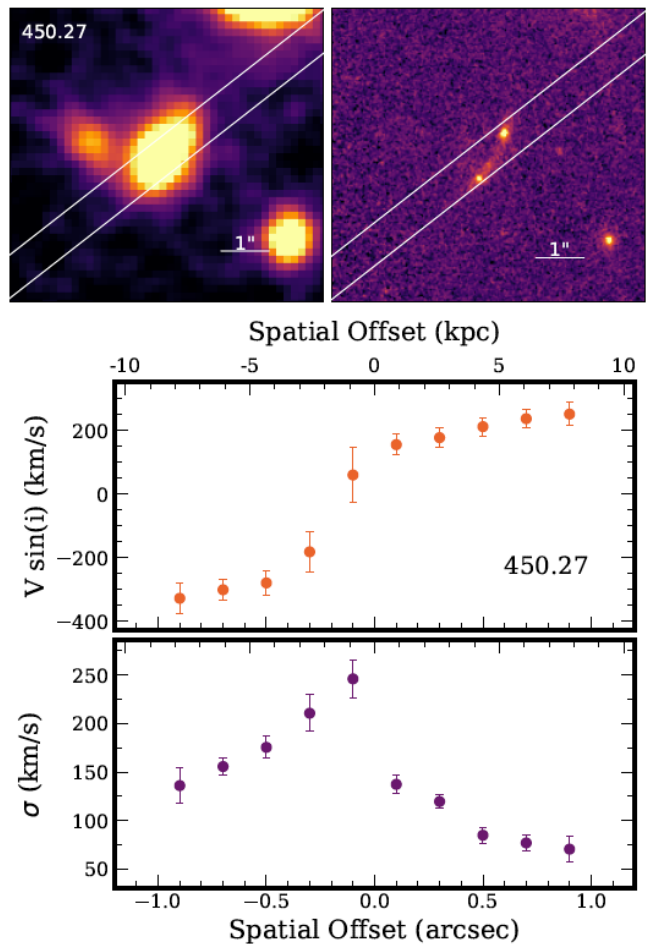 450.27
1" 1"
Spatial Offset (kpc)
-10 -5 0 5 10
V sin(i) (km/s)
200
0
−200
−400
450.27
σ (km/s)
250
200
150
100
50
−1.0 −0.5 0.0 0.5 1.0
Spatial Offset (arcsec)